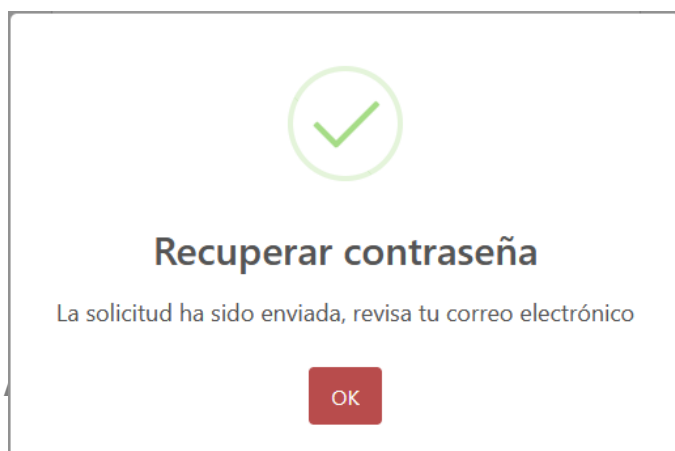 Recuperar contraseña
La solicitud ha sido enviada, revisa tu correo electrónico
OK